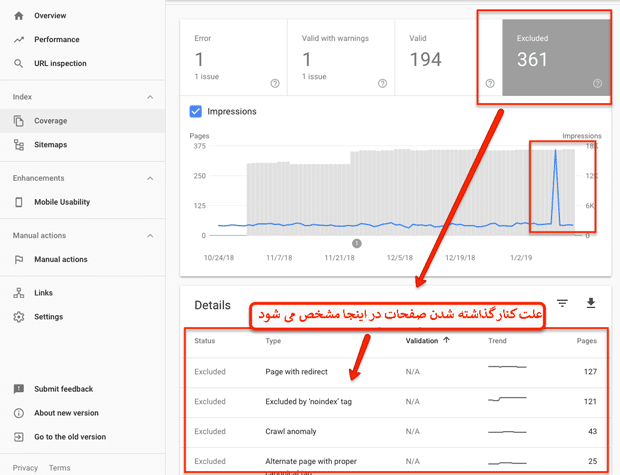 Overview
Performance
URL inspection
Index
Coverage
Sitemaps
Enhancements
Mobile Usability
Manual actions
Manual actions
Links
Settings
Submit feedback
About new version
Go to the old version
Privacy Terms
Error
1
1 issue
Valid with warnings
1
1 issue
Valid
194
Excluded
361
Impressions
Pages
Impressions
375
250
125
0
18K
12K
6K
0
1
10/24/18 11/7/18 11/21/18 12/5/18 12/19/18 1/2/19
Details
علت کنار گذاشته شدن صفحات در اینجا مشخص می شود
Status Type Validation Trend Pages
Excluded Page with redirect N/A 127
Excluded Excluded by 'noindex' tag N/A 121
Excluded Crawl anomaly N/A 43
Excluded Alternate page with proper N/A 25
canonical tag